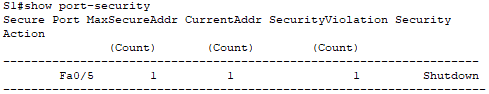 S1#show port-security
Secure Port MaxSecureAddr CurrentAddr SecurityViolation Security
Action
(Count) (Count) (Count)
--------------------------------------------------------------------
Fa0/5 1 1 1 Shutdown
----------------------------------------------------------------------